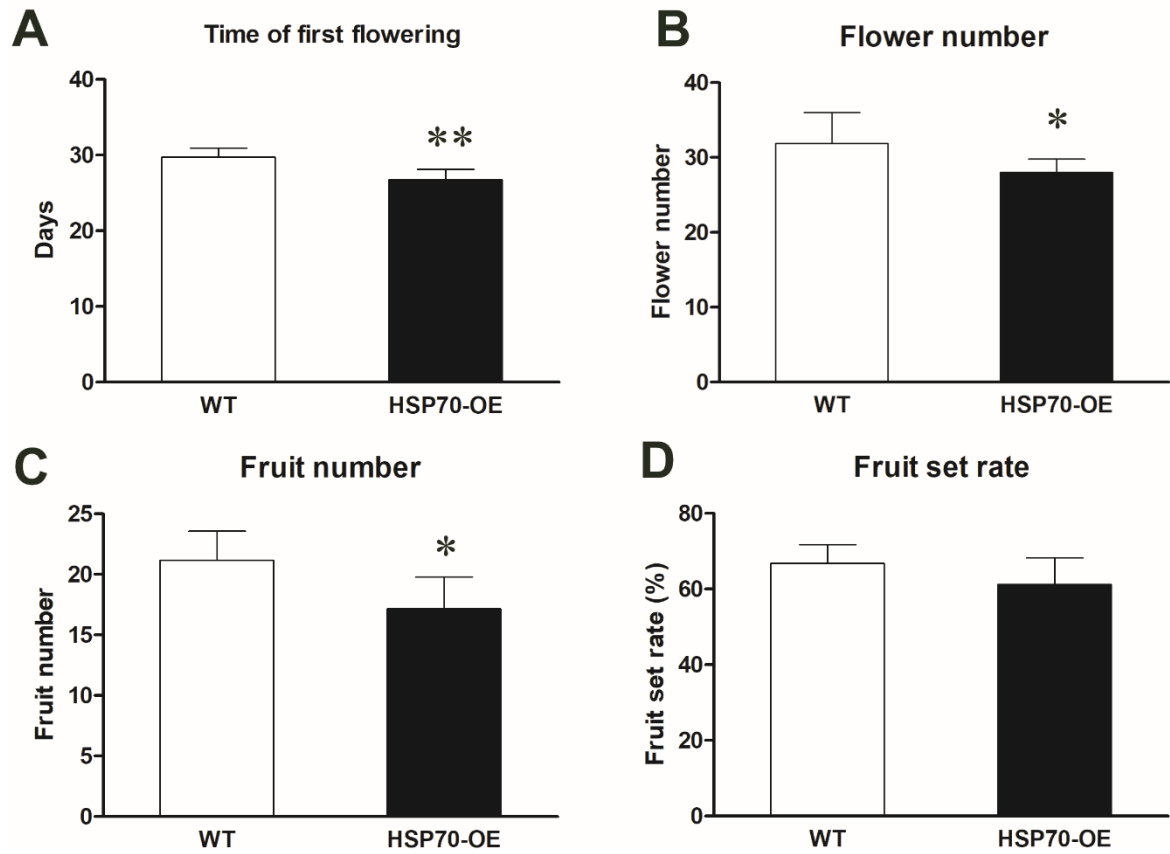 A
Time of first flowering
Days
40
30
20
10
0
**
WT
HSP70-OE
B
Flower number
Flower number
40
30
20
10
0
*
WT
HSP70-OE
C
Fruit number
Fruit number
25
20
15
10
5
0
*
WT
HSP70-OE
D
Fruit set rate
Fruit set rate (%)
80
60
40
20
0
WT
HSP70-OE